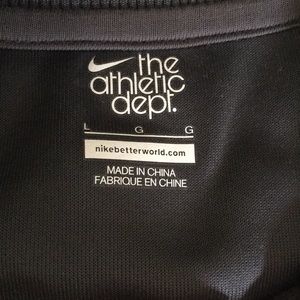 the
athletic
dept.
L G G
nikebetterworld.com
MADE IN CHINA
FABRIQUE EN CHINE